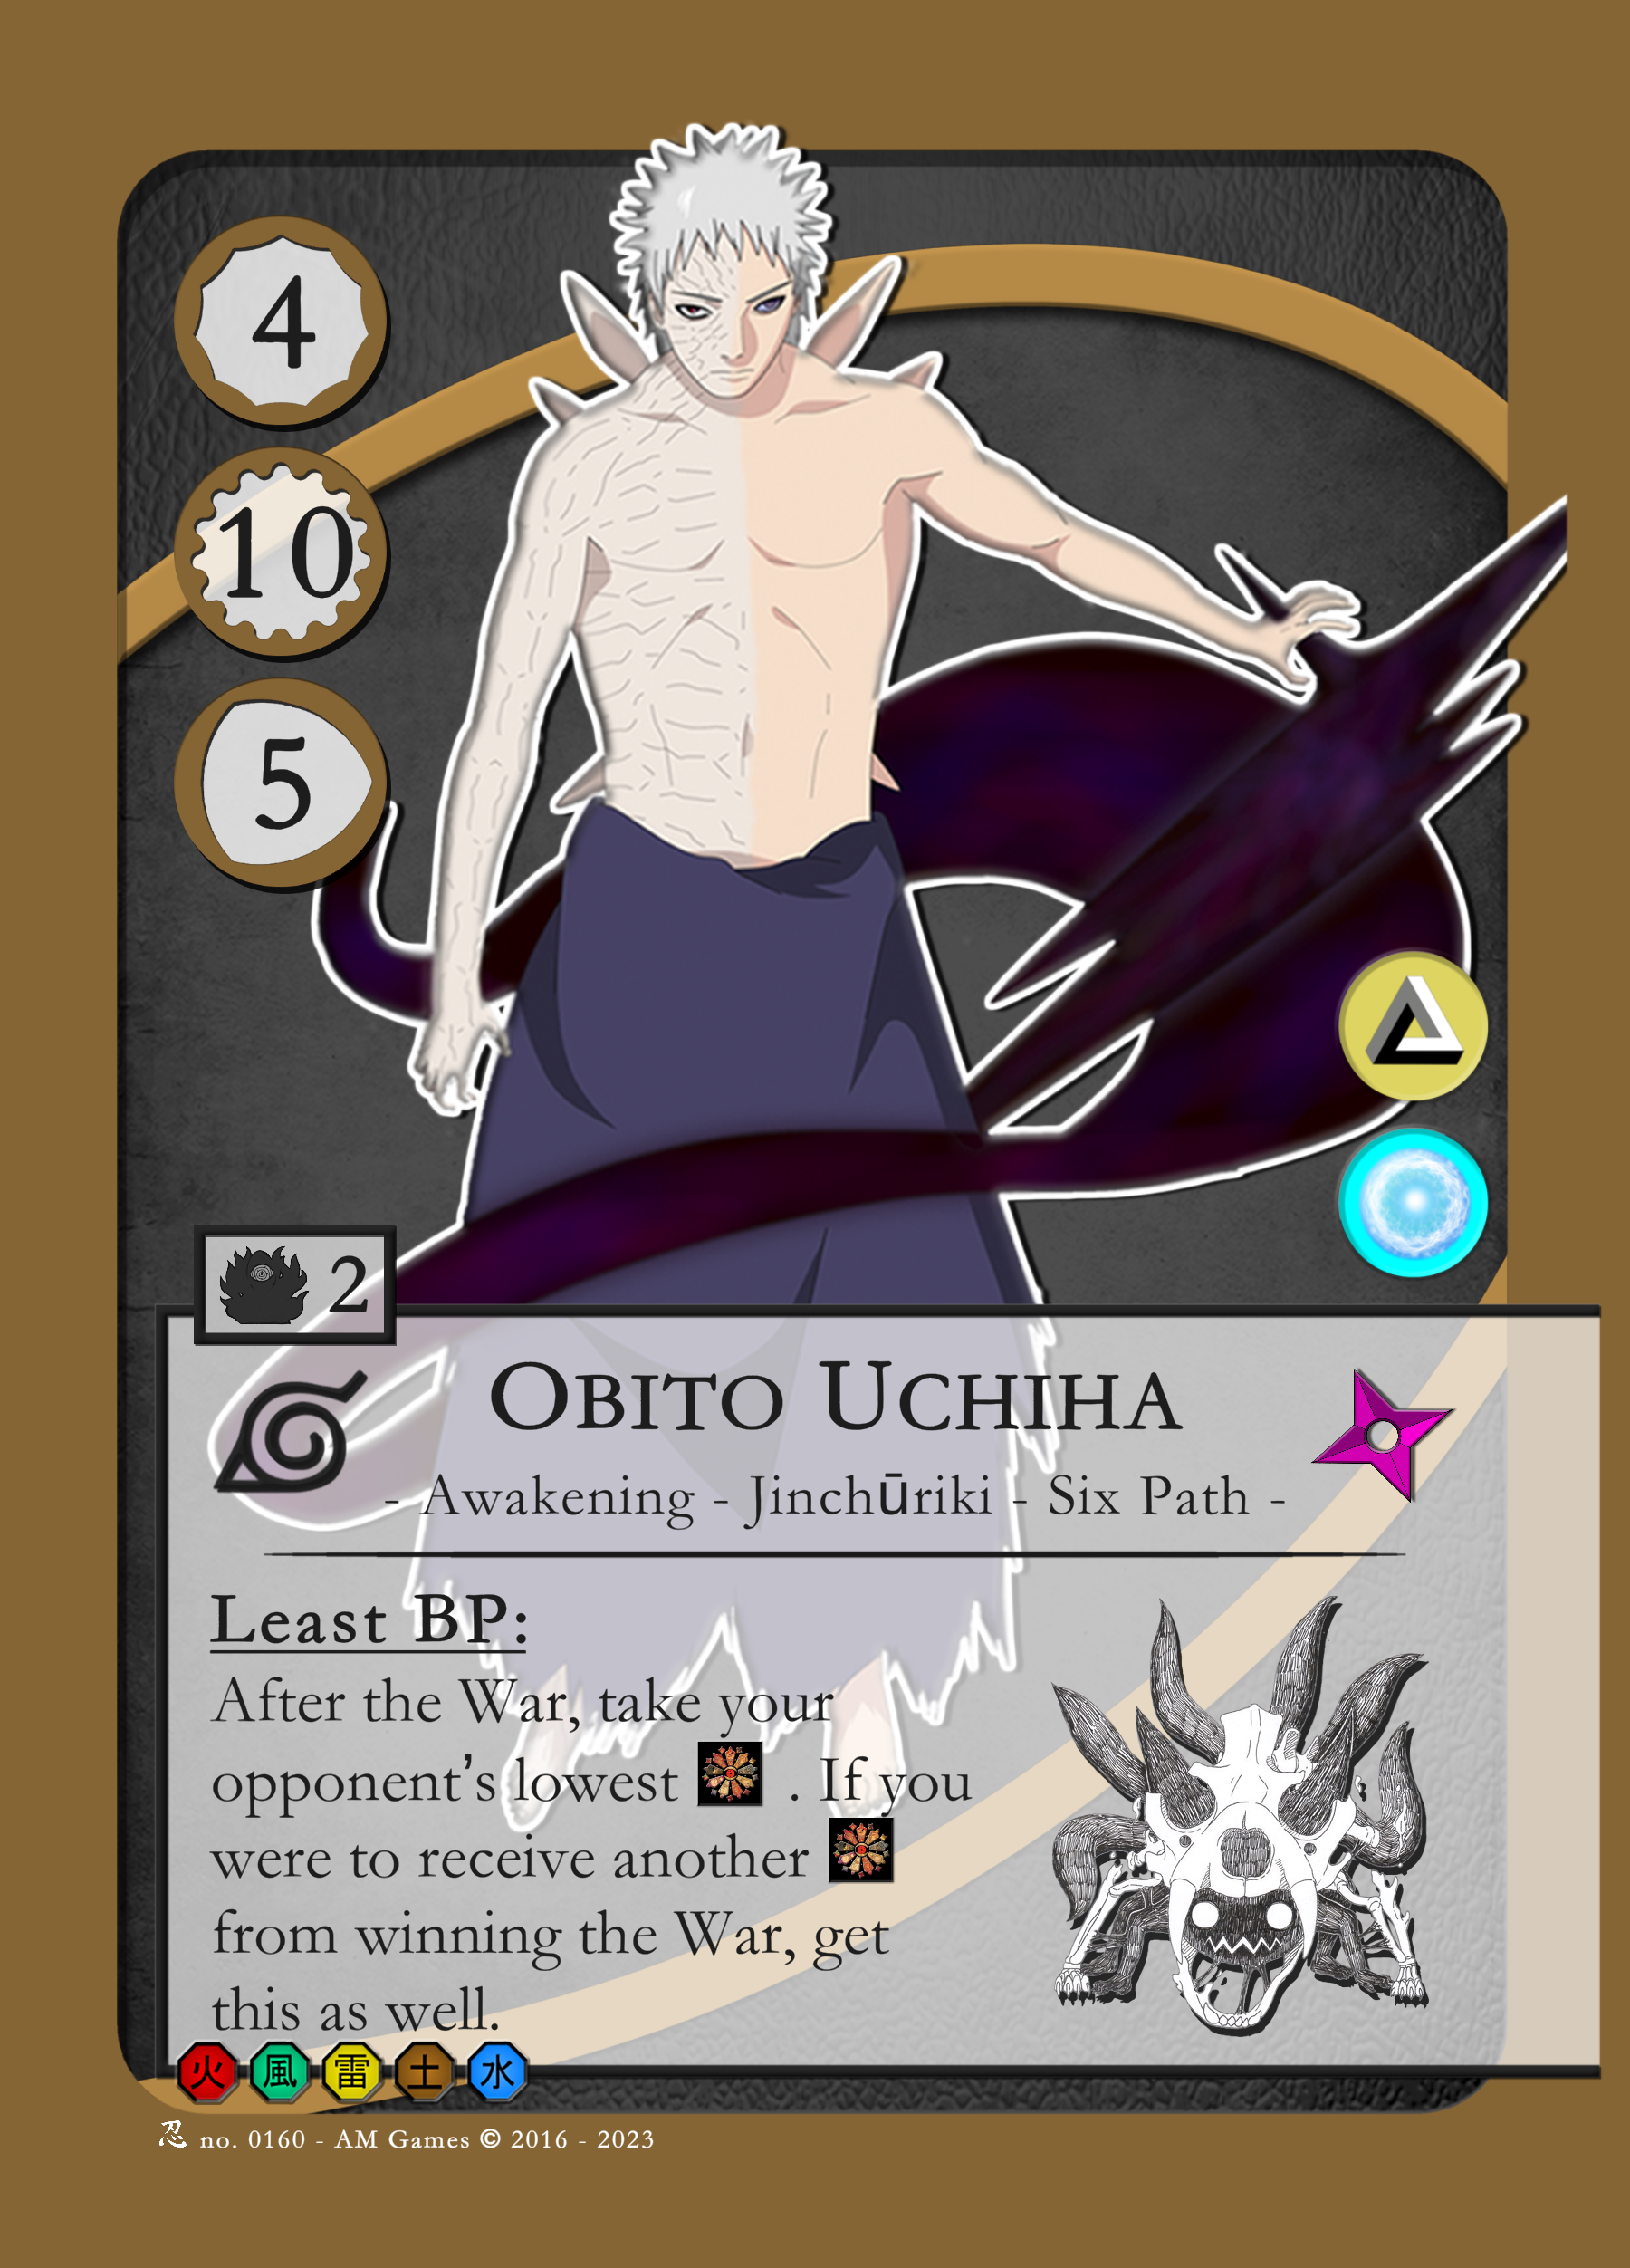 4
10
5
2
Obito Uchiha
- Awakening - Jinchūriki - Six Path -
Least BP:
After the War, take your
opponent's lowest . If you
were to receive another
from winning the War, get
this as well.
火 風 雷 土 水
忍 no. 0160 - AM Games © 2016 - 2023